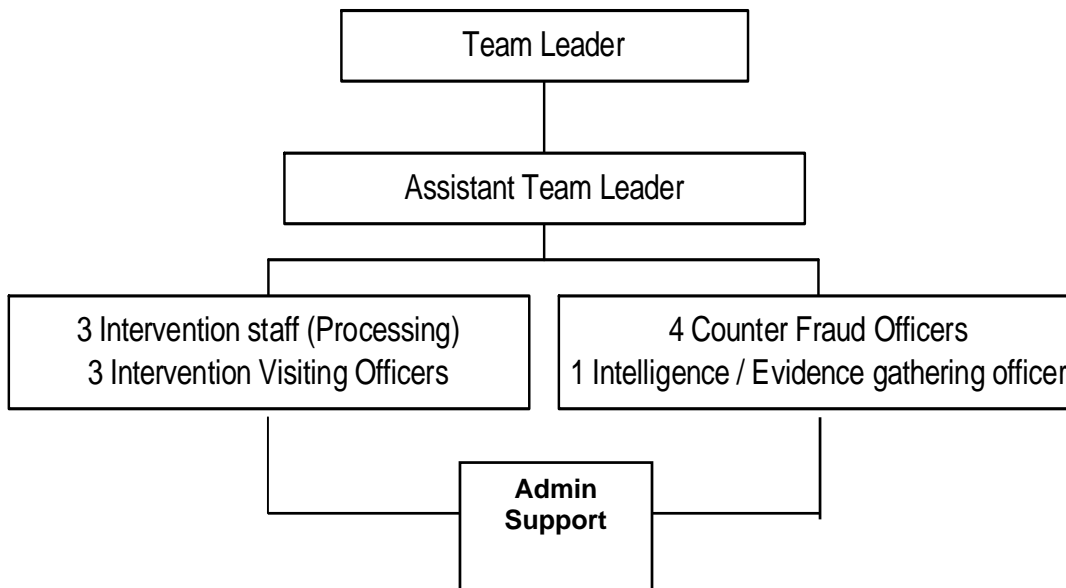 Team Leader
Assistant Team Leader
3 Intervention staff (Processing)
3 Intervention Visiting Officers
4 Counter Fraud Officers
1 Intelligence / Evidence gathering officer
Admin
Support